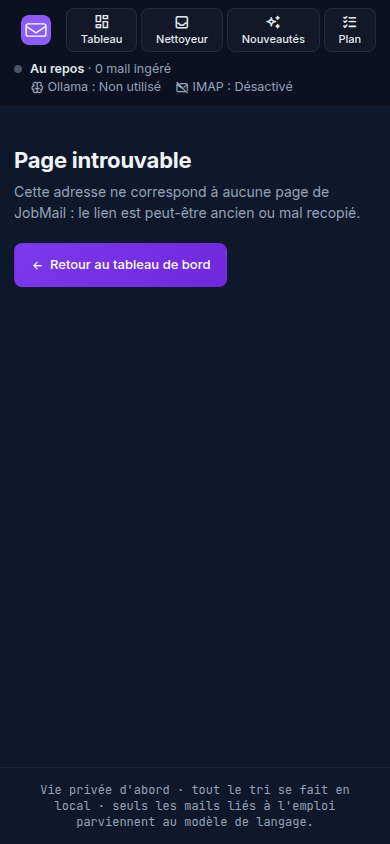 Tableau
Nettoyeur
Nouveautés
Plan
Au repos · 0 mail ingéré
Ollama : Non utilisé IMAP : Désactivé
Page introuvable
Cette adresse ne correspond à aucune page de
JobMail : le lien est peut-être ancien ou mal recopié.
← Retour au tableau de bord
Vie privée d'abord · tout le tri se fait en
local · seuls les mails liés à l'emploi
parviennent au modèle de langage.